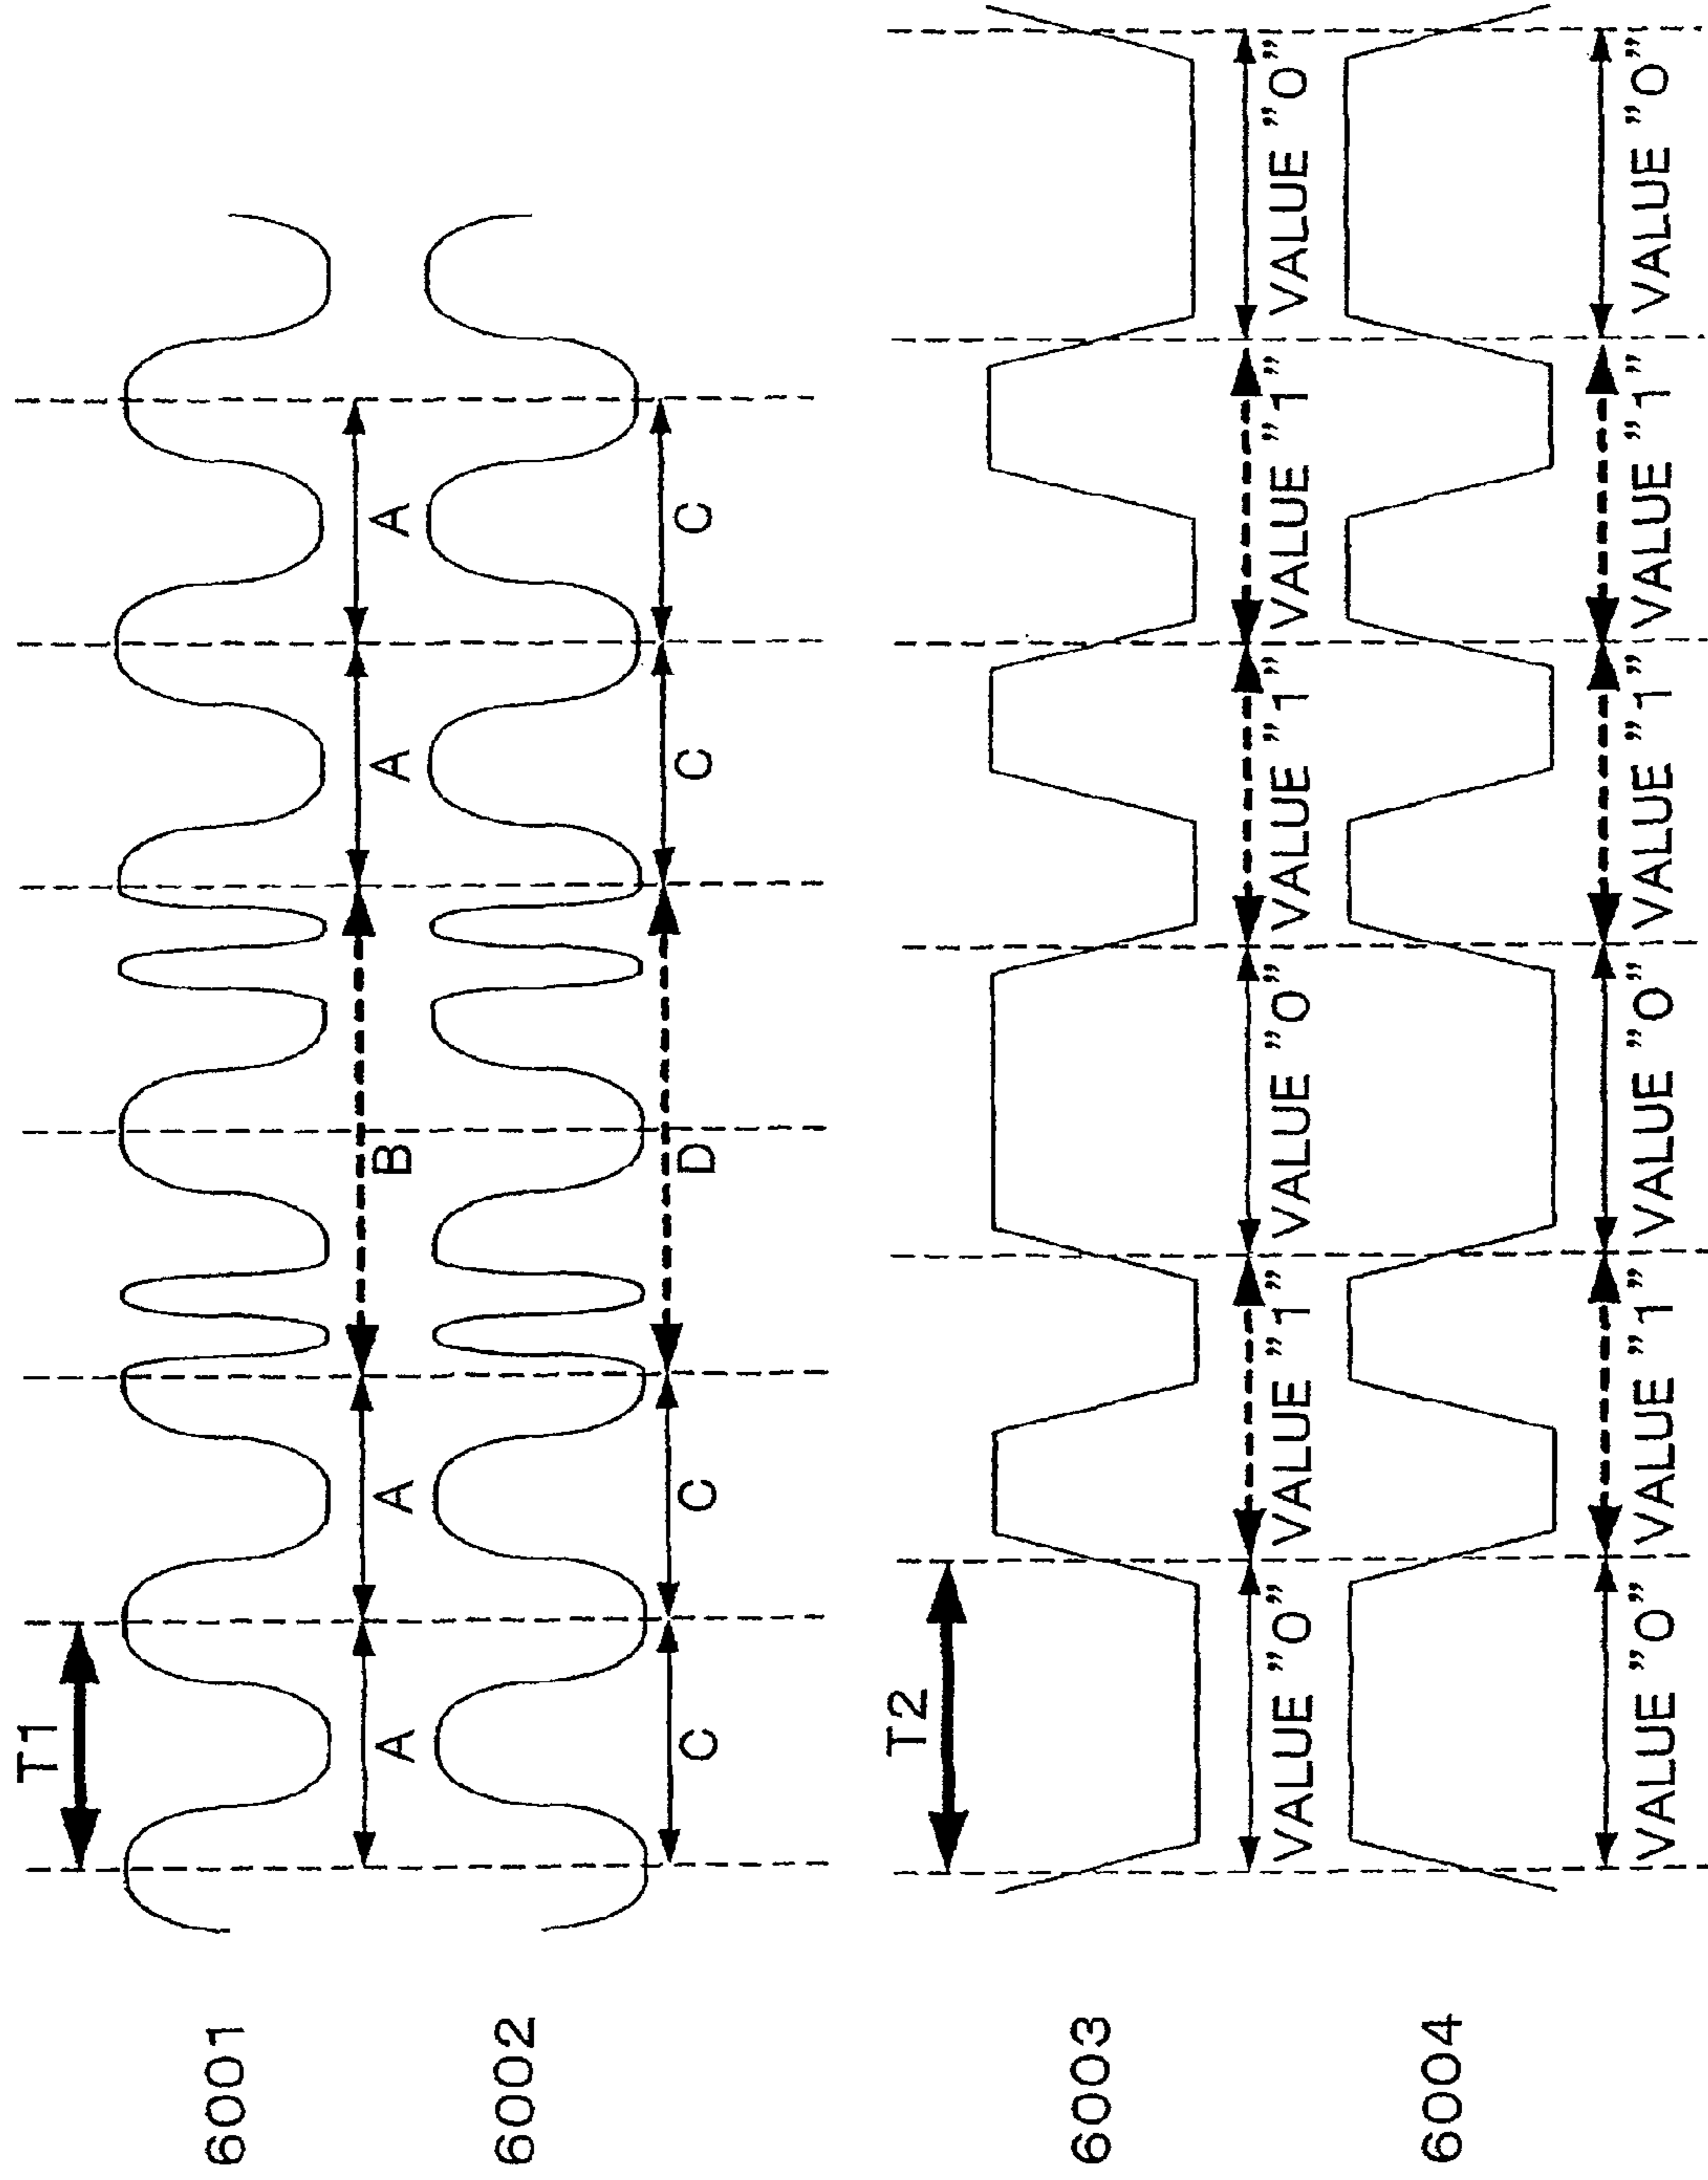 T1
6001
A A B A A
6002
C C D C C
T2
6003
VALUE "0" VALUE "1" VALUE "0" VALUE "1" VALUE "1" VALUE "0"
6004
VALUE "0" VALUE "1" VALUE "0" VALUE "1" VALUE "1" VALUE "0"